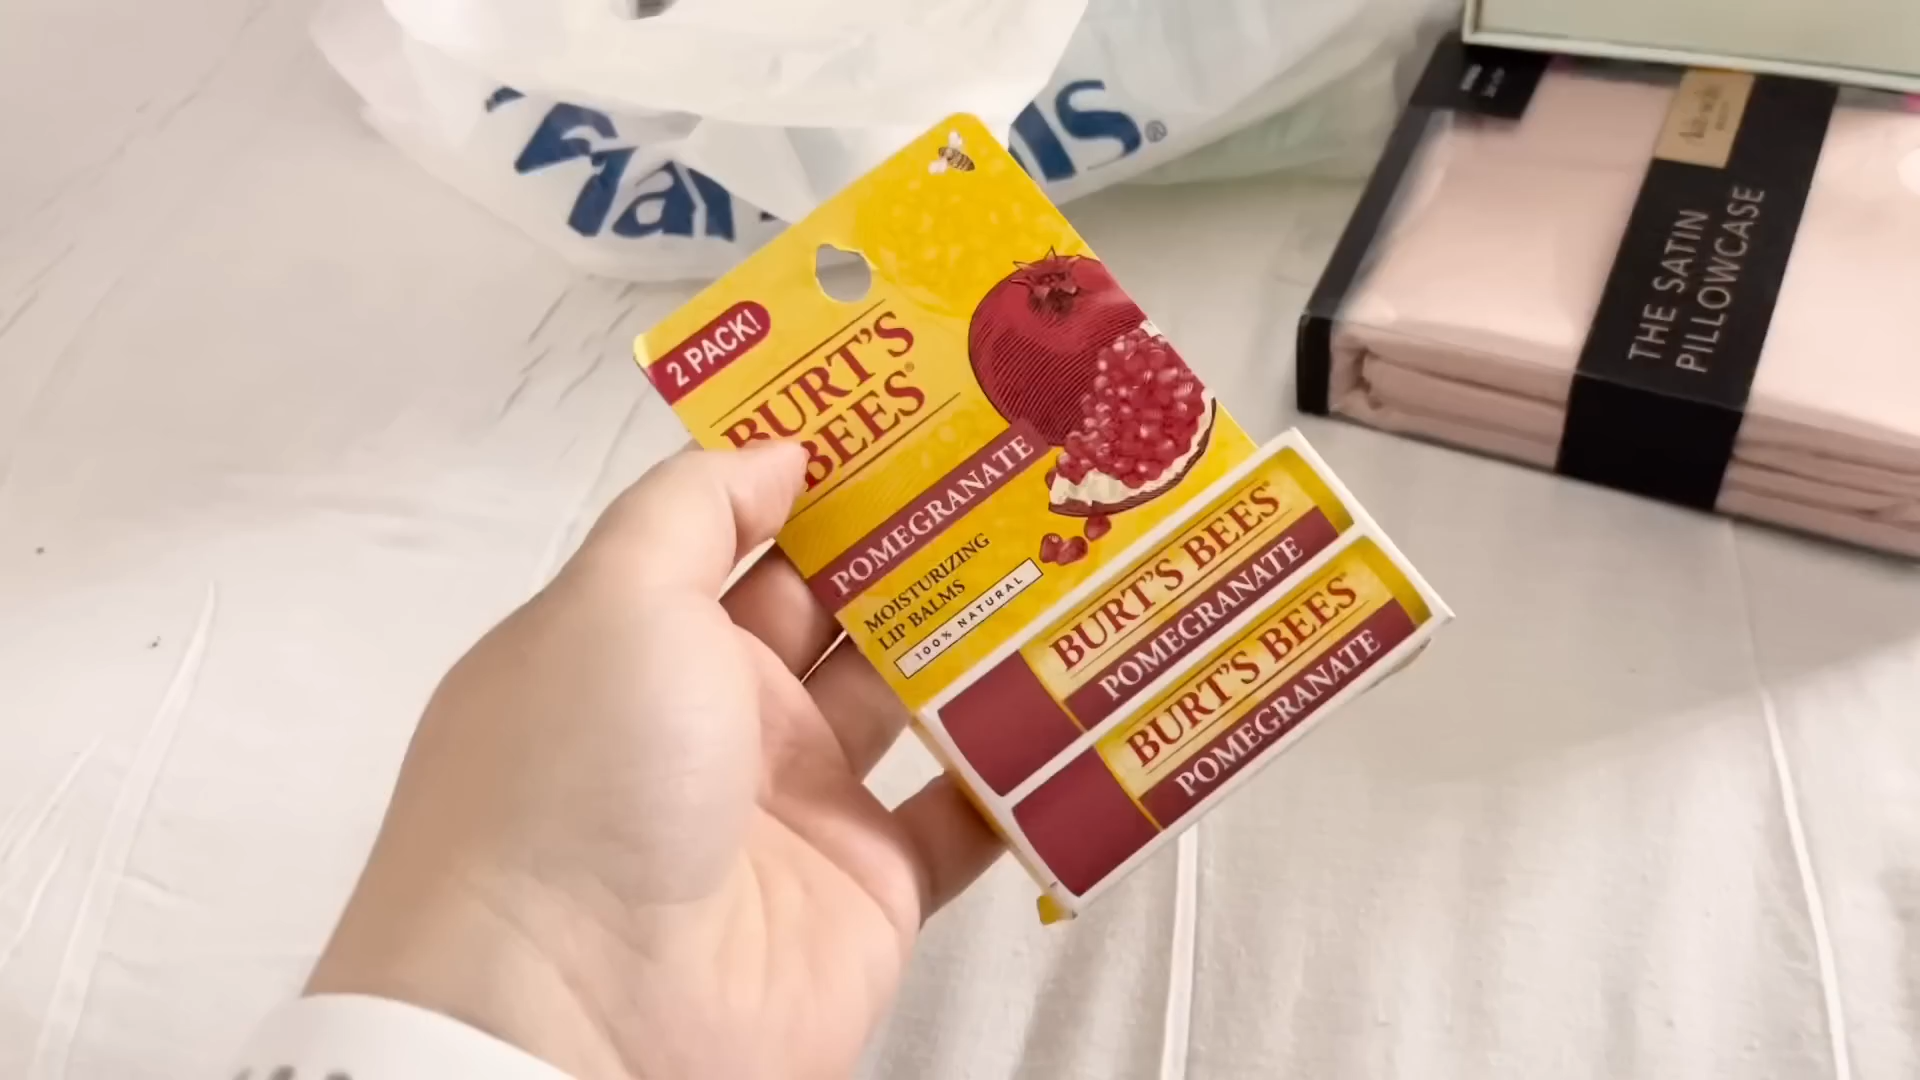 2 PACK!
BURT'S
BEES®
POMEGRANATE
MOISTURIZING
LIP BALMS
100% NATURAL
BURT'S BEES
POMEGRANATE
BURT'S BEES
POMEGRANATE
THE SATIN
PILLOWCASE